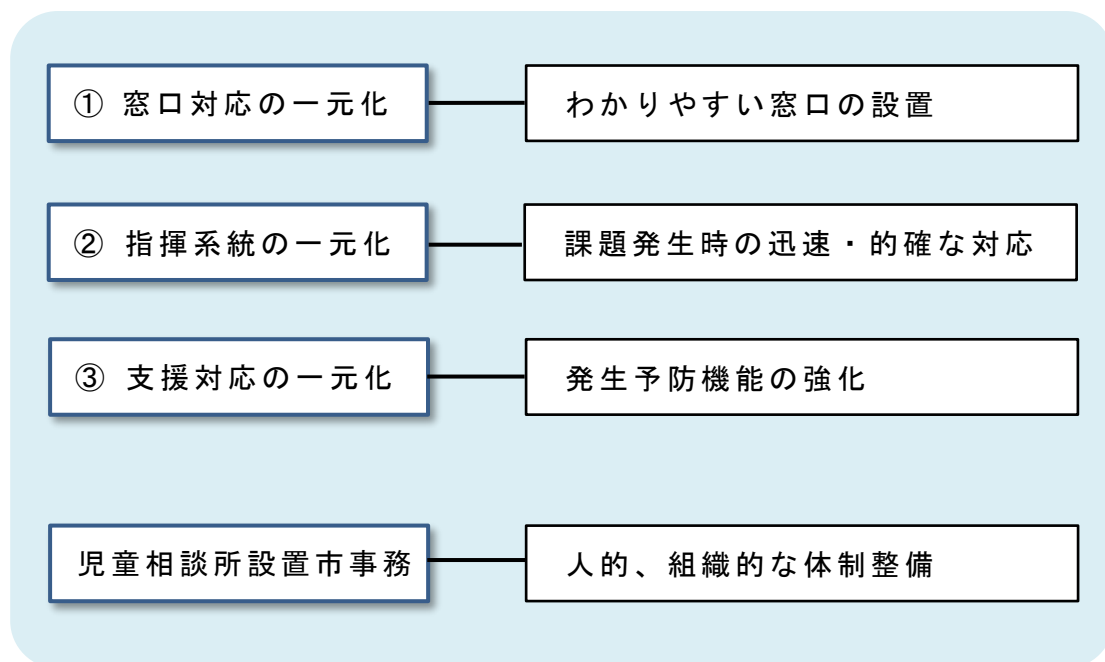 ① 窓口対応の一元化
わかりやすい窓口の設置
② 指揮系統の一元化
課題発生時の迅速・的確な対応
③ 支援対応の一元化
発生予防機能の強化
児童相談所設置市事務
人的、組織的な体制整備